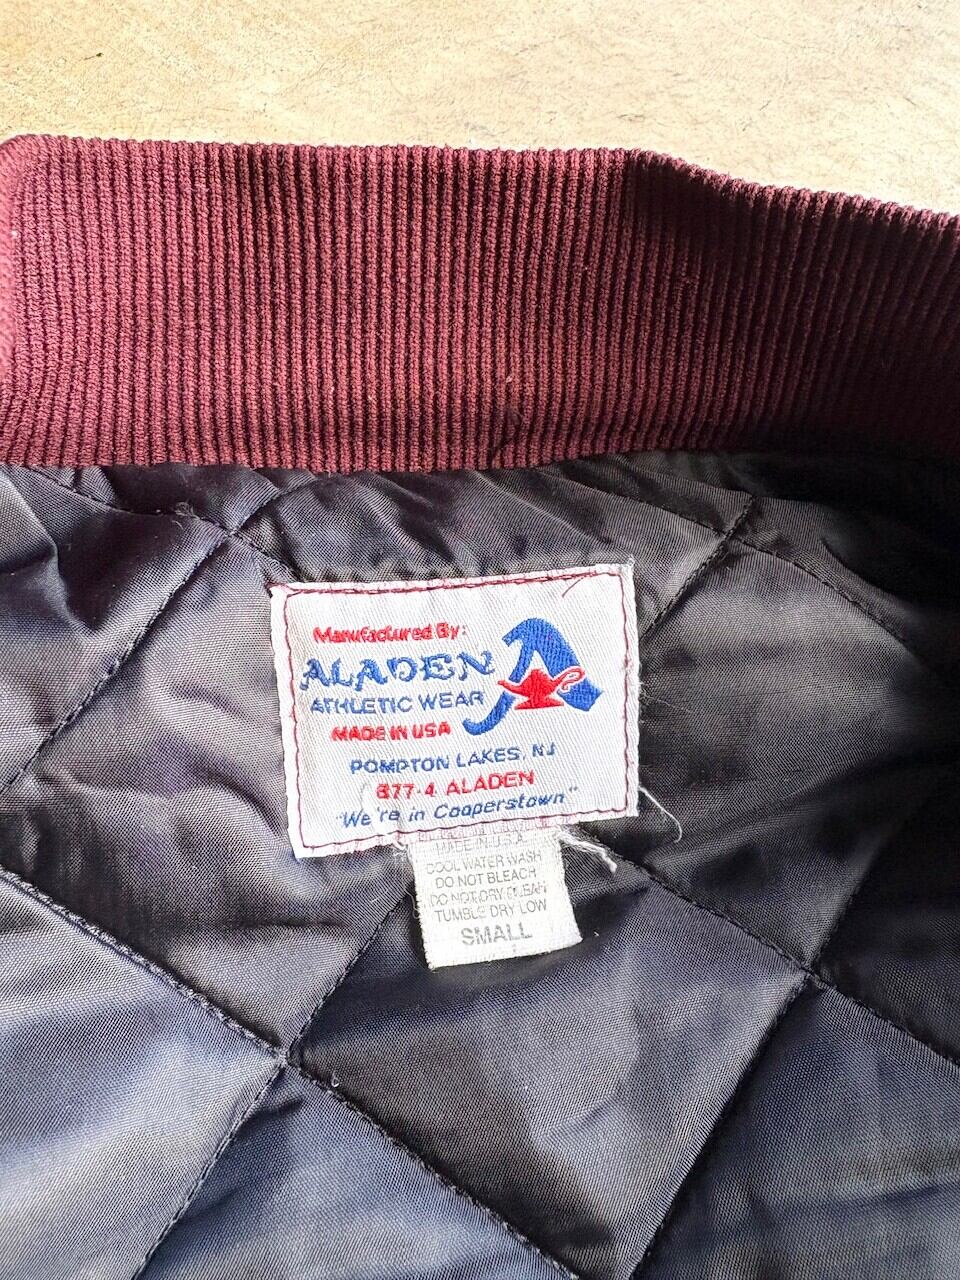 Manufactured By:
ALADEN
ATHLETIC WEAR
MADE IN USA
POMPTON LAKES, NJ
877-4 ALADEN
"We're in Cooperstown"
MADE IN U.S.A.
COOL WATER WASH
DO NOT BLEACH
DO NOT DRY CLEAN
TUMBLE DRY LOW
SMALL